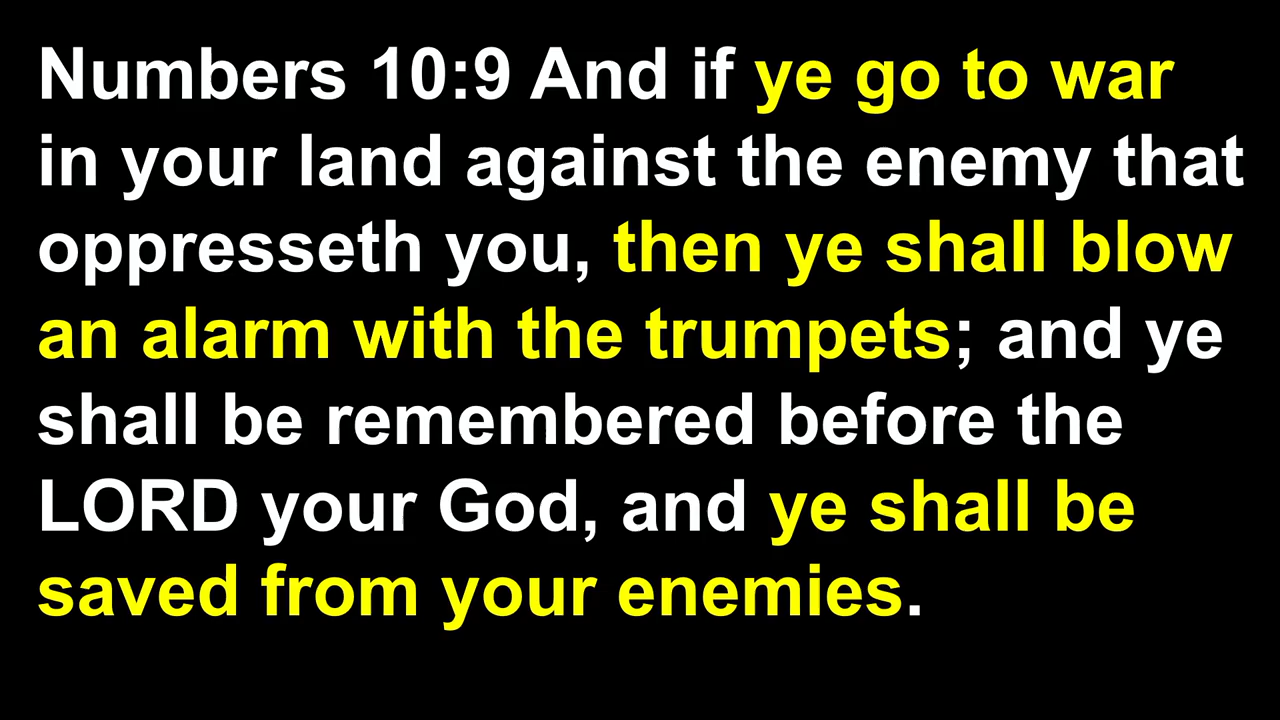 Numbers 10:9 And if ye go to war
in your land against the enemy that
oppresseth you, then ye shall blow
an alarm with the trumpets; and ye
shall be remembered before the
LORD your God, and ye shall be
saved from your enemies.